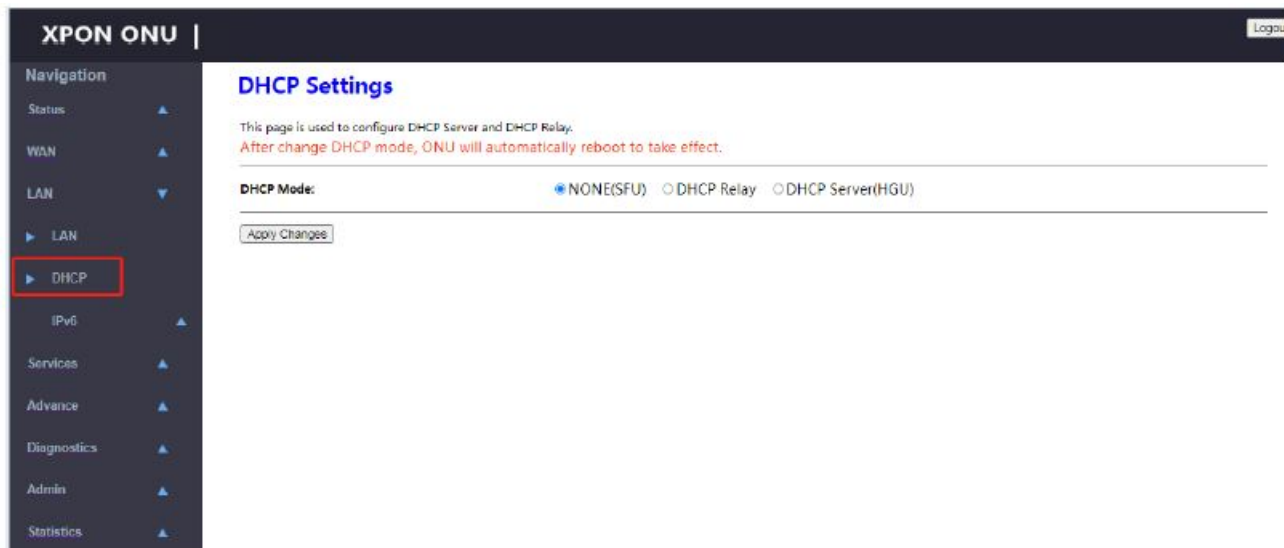 XPON ONU |
Logou
Navigation
Status
WAN
LAN
LAN
DHCP
IPv6
Services
Advance
Diagnostics
Admin
Statistics
DHCP Settings
This page is used to configure DHCP Server and DHCP Relay.
After change DHCP mode, ONU will automatically reboot to take effect.
DHCP Mode: NONE(SFU) DHCP Relay DHCP Server(HGU)
Apply Changes